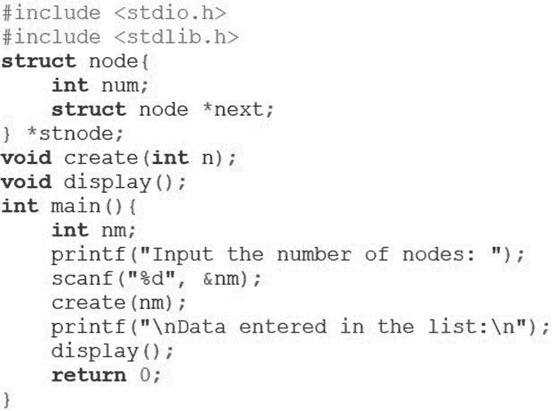 #include <stdio.h>
#include <stdlib.h>
struct node{
    int num;
    struct node *next;
} *stnode;
void create(int n);
void display();
int main(){
    int nm;
    printf("Input the number of nodes: ");
    scanf("%d", &nm);
    create(nm);
    printf("\nData entered in the list:\n");
    display();
    return 0;
}